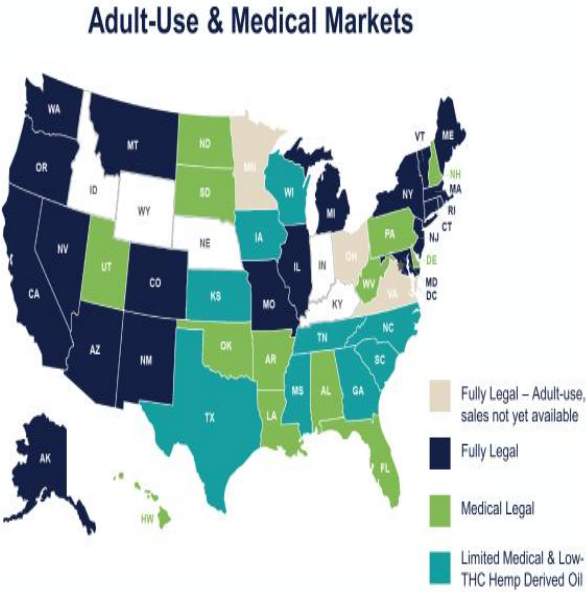 Adult-Use & Medical Markets
WA
MT
ND
MN
VT
ME
OR
ID
SD
WI
NH
WY
MI
NY
MA
RI
CT
NV
NE
IA
PA
NJ
UT
IL
IN
OH
DE
CO
MD
CA
KS
MO
WV
VA
DC
KY
AZ
NM
OK
AR
TN
NC
SC
MS
AL
GA
TX
LA
FL
AK
HW
Fully Legal – Adult-use,
sales not yet available
Fully Legal
Medical Legal
Limited Medical & Low-
THC Hemp Derived Oil